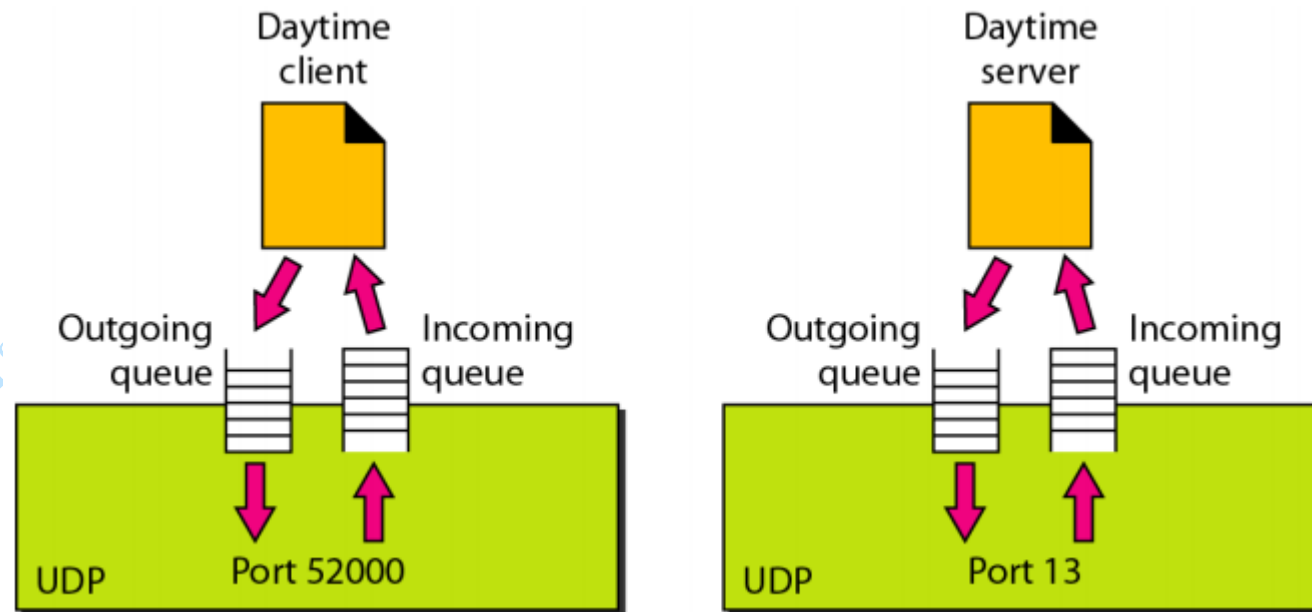 Daytime
client
Outgoing
queue
Incoming
queue
UDP
Port 52000
Daytime
server
Outgoing
queue
Incoming
queue
UDP
Port 13